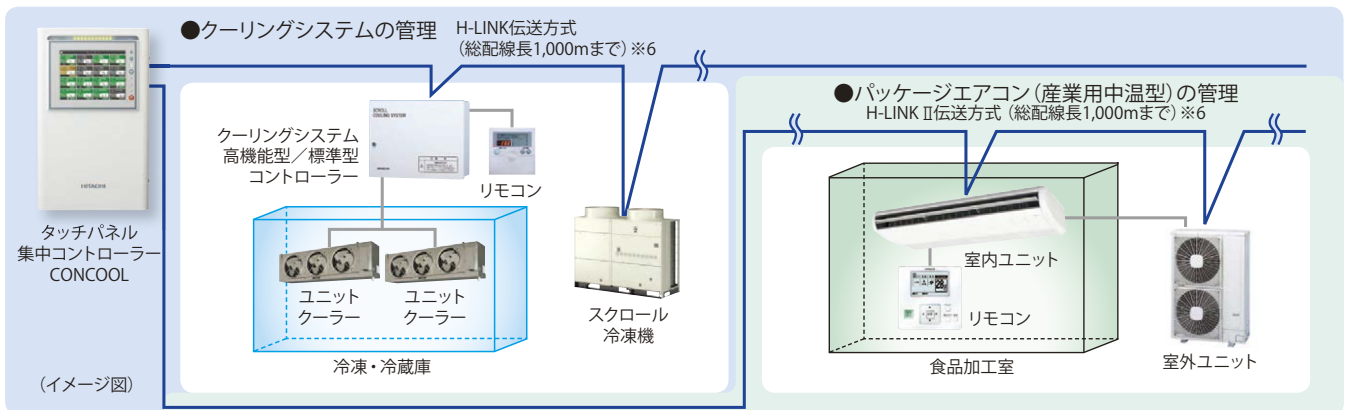 ●クーリングシステムの管理
H-LINK伝送方式
(総配線長1,000mまで)※6
クーリングシステム
高機能型／標準型
コントローラー
SCROLL
COOLING SYSTEM
リモコン
HITACHI
タッチパネル
集中コントローラー
CONCOOL
ユニット
クーラー
ユニット
クーラー
冷凍・冷蔵庫
スクロール
冷凍機
(イメージ図)
●パッケージエアコン(産業用中温型)の管理
H-LINK Ⅱ伝送方式 (総配線長1,000mまで)※6
室内ユニット
28
リモコン
食品加工室
室外ユニット